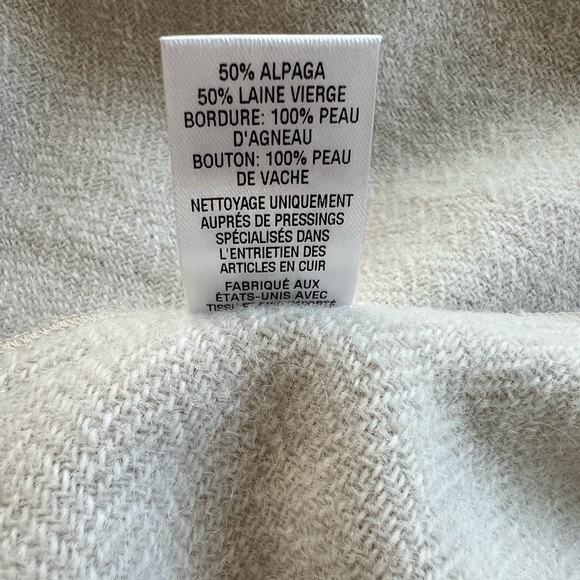 50% ALPAGA
50% LAINE VIERGE
BORDURE: 100% PEAU
D'AGNEAU
BOUTON: 100% PEAU
DE VACHE
NETTOYAGE UNIQUEMENT
AUPRÉS DE PRESSINGS
SPÉCIALISÉS DANS
L'ENTRETIEN DES
ARTICLES EN CUIR
FABRIQUÉ AUX
ÉTATS-UNIS AVEC